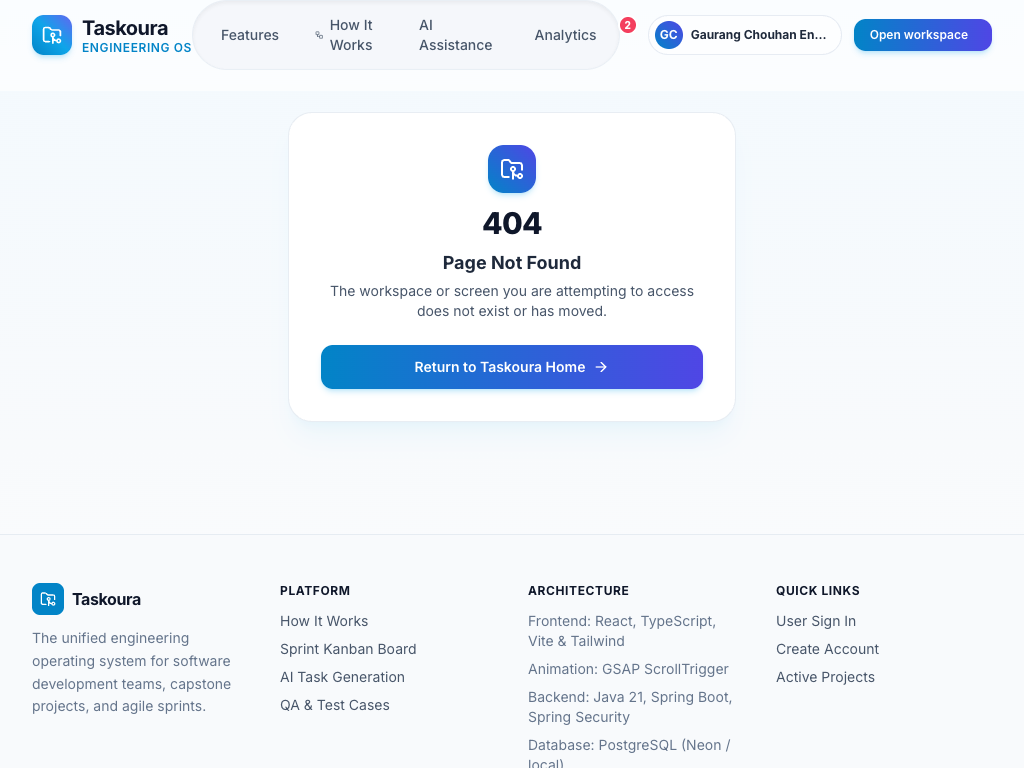 Taskoura
ENGINEERING OS
Features
How It
Works
AI
Assistance
Analytics
2
GC
Gaurang Chouhan En...
Open workspace
404
Page Not Found
The workspace or screen you are attempting to access
does not exist or has moved.
Return to Taskoura Home
Taskoura
The unified engineering
operating system for software
development teams, capstone
projects, and agile sprints.
PLATFORM
How It Works
Sprint Kanban Board
AI Task Generation
QA & Test Cases
ARCHITECTURE
Frontend: React, TypeScript,
Vite & Tailwind
Animation: GSAP ScrollTrigger
Backend: Java 21, Spring Boot,
Spring Security
Database: PostgreSQL (Neon /
local)
QUICK LINKS
User Sign In
Create Account
Active Projects